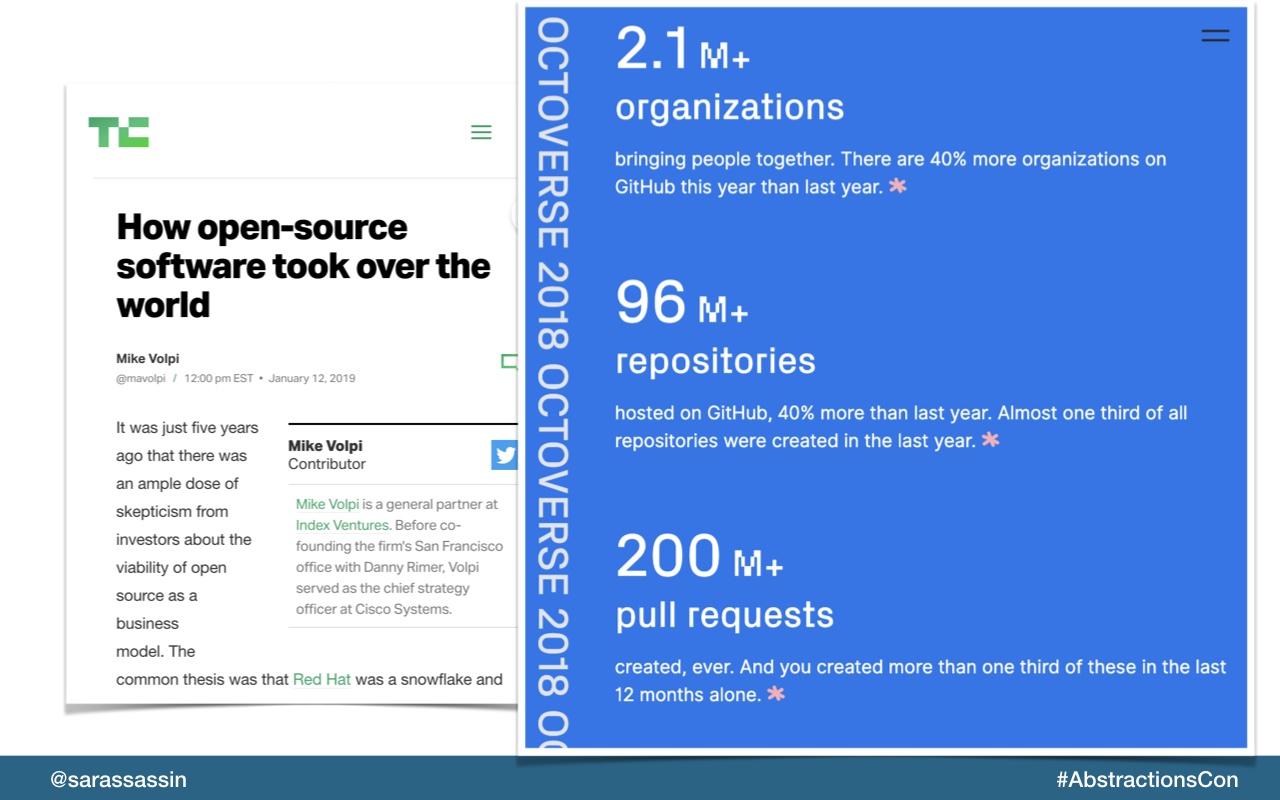 TC
How open-source
software took over the
world
Mike Volpi
@mavolpi / 12:00 pm EST • January 12, 2019
It was just five years
ago that there was
an ample dose of
skepticism from
investors about the
viability of open
source as a
business
model. The
common thesis was that Red Hat was a snowflake and
Mike Volpi
Contributor
Mike Volpi is a general partner at
Index Ventures. Before co-
founding the firm's San Francisco
office with Danny Rimer, Volpi
served as the chief strategy
officer at Cisco Systems.
OCTOVERSE 2018 OCTOVERSE 2018 OC
2.1 M+
organizations
bringing people together. There are 40% more organizations on
GitHub this year than last year. *
96 M+
repositories
hosted on GitHub, 40% more than last year. Almost one third of all
repositories were created in the last year. *
200 M+
pull requests
created, ever. And you created more than one third of these in the last
12 months alone. *
@sarassassin
#AbstractionsCon